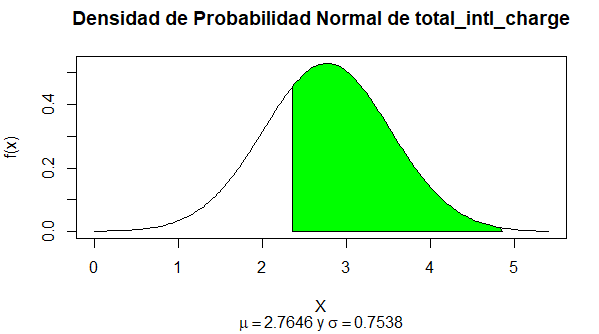 Densidad de Probabilidad Normal de total_intl_charge
f(x)
0.4
0.2
0.0
0 1 2 3 4 5
X
μ = 2.7646 y σ = 0.7538